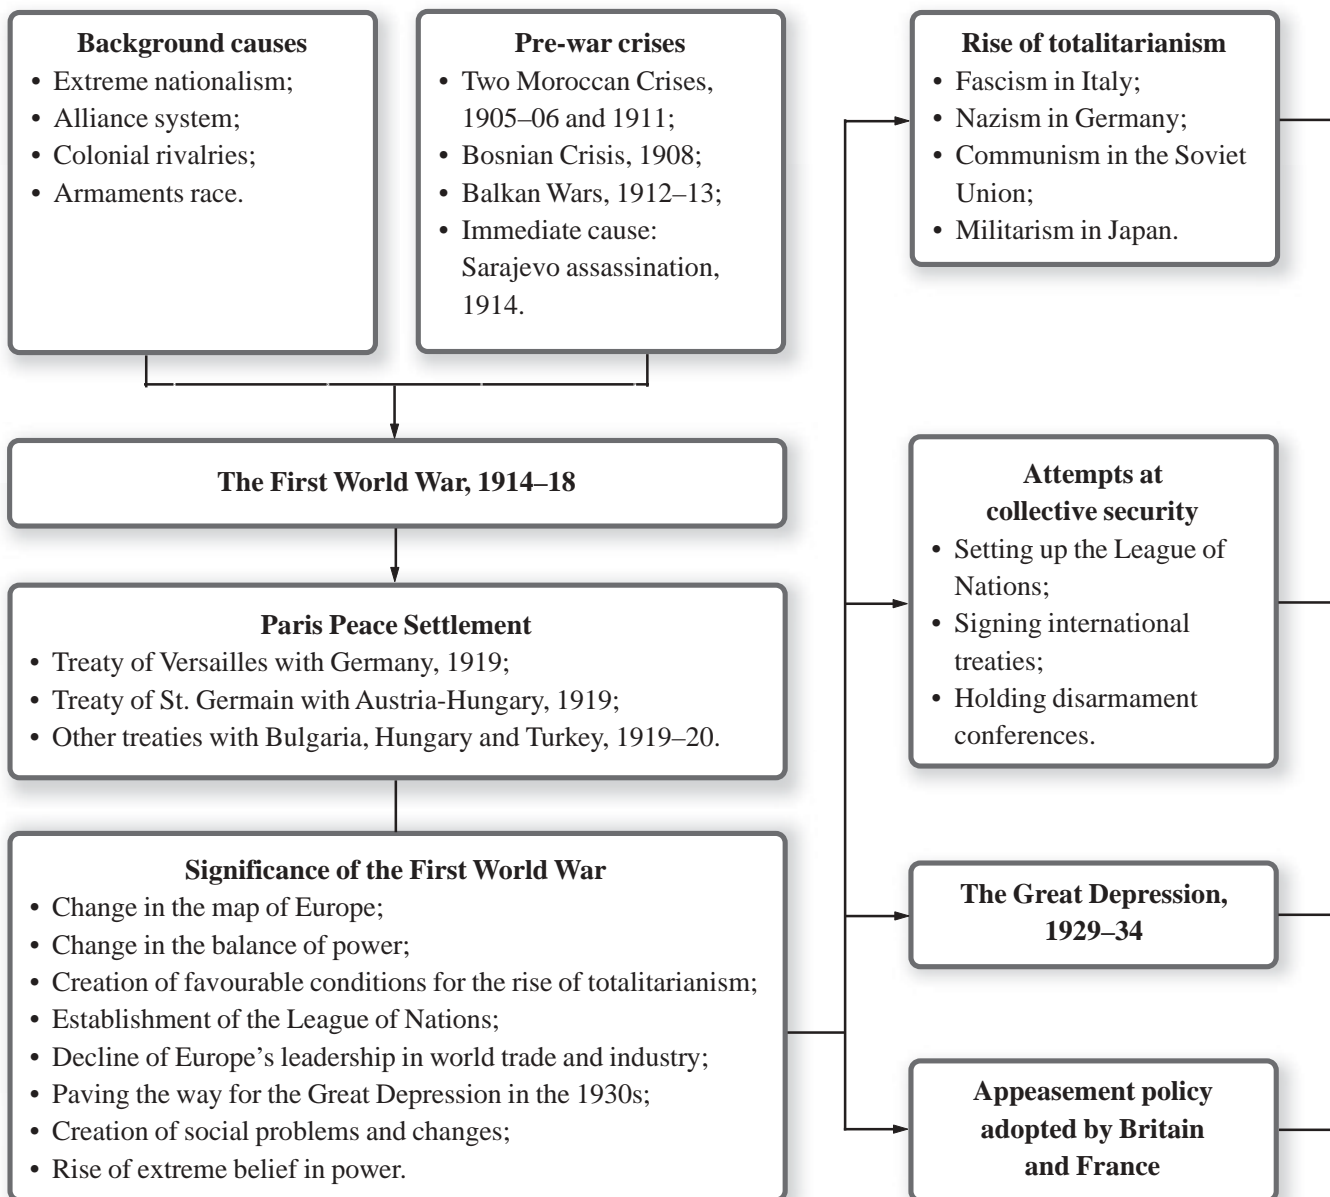 Background causes
• Extreme nationalism;
• Alliance system;
• Colonial rivalries;
• Armaments race.
Pre-war crises
• Two Moroccan Crises,
1905–06 and 1911;
• Bosnian Crisis, 1908;
• Balkan Wars, 1912–13;
• Immediate cause:
Sarajevo assassination,
1914.
The First World War, 1914–18
Paris Peace Settlement
• Treaty of Versailles with Germany, 1919;
• Treaty of St. Germain with Austria-Hungary, 1919;
• Other treaties with Bulgaria, Hungary and Turkey, 1919–20.
Significance of the First World War
• Change in the map of Europe;
• Change in the balance of power;
• Creation of favourable conditions for the rise of totalitarianism;
• Establishment of the League of Nations;
• Decline of Europe’s leadership in world trade and industry;
• Paving the way for the Great Depression in the 1930s;
• Creation of social problems and changes;
• Rise of extreme belief in power.
Rise of totalitarianism
• Fascism in Italy;
• Nazism in Germany;
• Communism in the Soviet
Union;
• Militarism in Japan.
Attempts at
collective security
• Setting up the League of
Nations;
• Signing international
treaties;
• Holding disarmament
conferences.
The Great Depression,
1929–34
Appeasement policy
adopted by Britain
and France